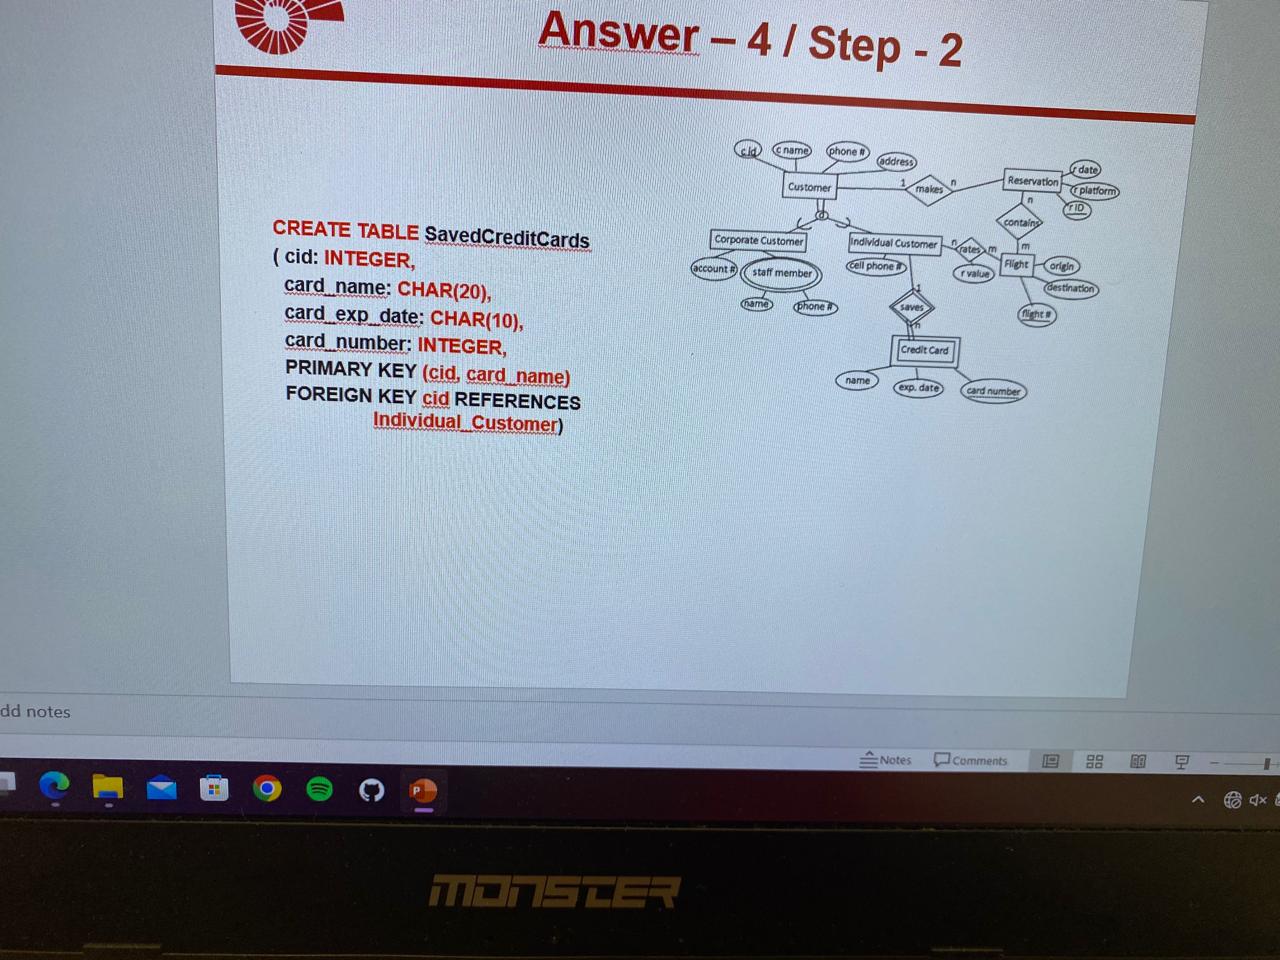 Answer – 4 / Step - 2
CREATE TABLE SavedCreditCards
( cid: INTEGER,
card_name: CHAR(20),
card_exp_date: CHAR(10),
card_number: INTEGER,
PRIMARY KEY (cid, card_name)
FOREIGN KEY cid REFERENCES
Individual_Customer)
c id
c name
phone #
address
Customer
1
makes
n
Reservation
r date
r platform
r ID
n
contains
m
d
Corporate Customer
account #
staff member
name
phone #
Individual Customer
cell phone #
n
rates
m
r value
Flight
origin
destination
flight #
1
saves
n
Credit Card
name
exp. date
card number
dd notes
Notes
Comments
P
MONSTER